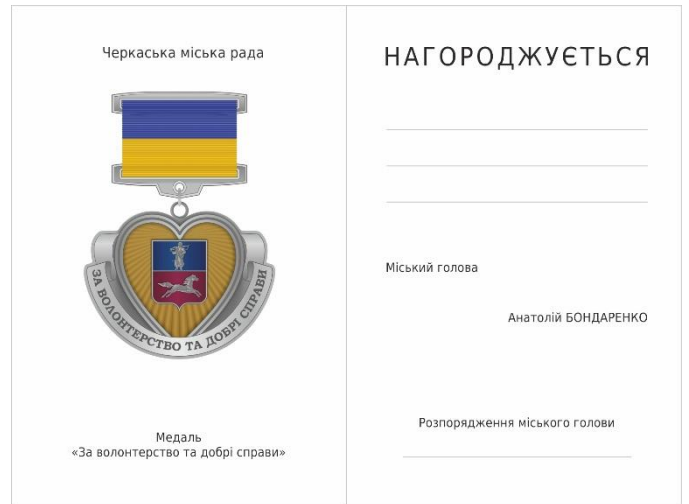 Черкаська міська рада
ЗА ВОЛОНТЕРСТВО ТА ДОБРІ СПРАВИ
Медаль
«За волонтерство та добрі справи»
НАГОРОДЖУЄТЬСЯ
Міський голова
Анатолій БОНДАРЕНКО
Розпорядження міського голови